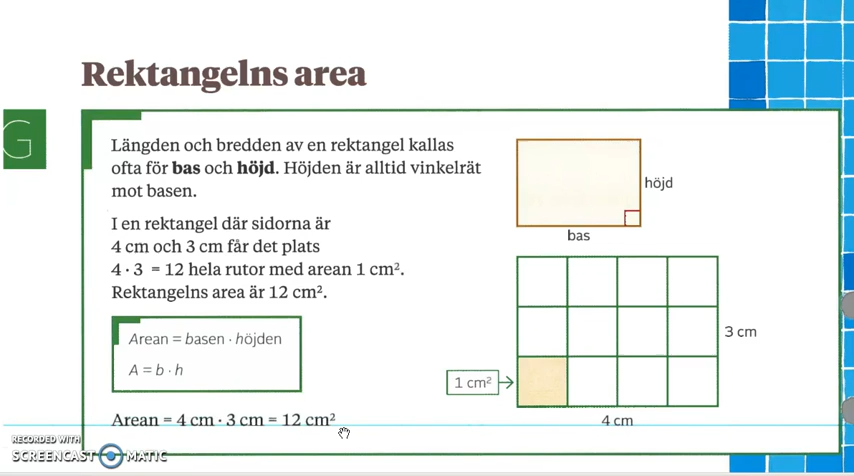 Rektangelns area
G
Längden och bredden av en rektangel kallas
ofta för bas och höjd. Höjden är alltid vinkelrät
mot basen.
höjd
bas
I en rektangel där sidorna är
4 cm och 3 cm får det plats
4 · 3 = 12 hela rutor med arean 1 cm².
Rektangelns area är 12 cm².
Arean = basen · höjden
A = b · h
3 cm
1 cm²
4 cm
Arean = 4 cm · 3 cm = 12 cm²
RECORDED WITH
SCREENCAST MATIC